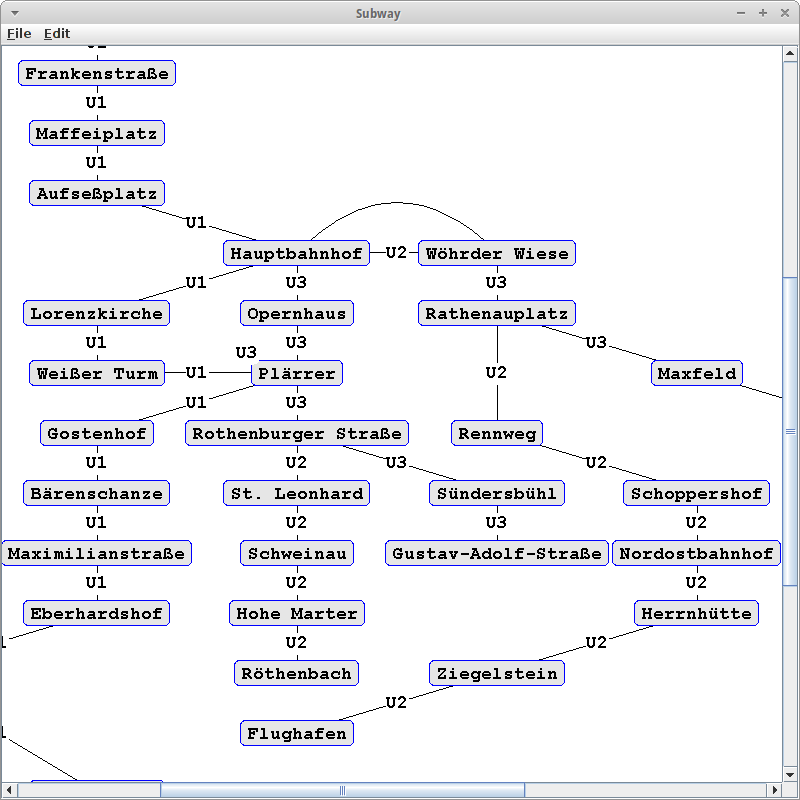 Subway
File Edit
Frankenstraße
U1
Maffeiplatz
U1
Aufseßplatz
U1
Hauptbahnhof U2 Wöhrder Wiese
U1 U3 U3
Lorenzkirche Opernhaus Rathenauplatz
U1 U3 U3
U3
Weißer Turm U1 Plärrer U2 Maxfeld
U1 U3
Gostenhof Rothenburger Straße Rennweg
U1 U2 U3 U2
Bärenschanze St. Leonhard Sündersbühl Schoppershof
U1 U2 U3 U2
Maximilianstraße Schweinau Gustav-Adolf-Straße Nordostbahnhof
U1 U2 U2
Eberhardshof Hohe Marter Herrnhütte
U2 U2
Röthenbach Ziegelstein
U2
Flughafen